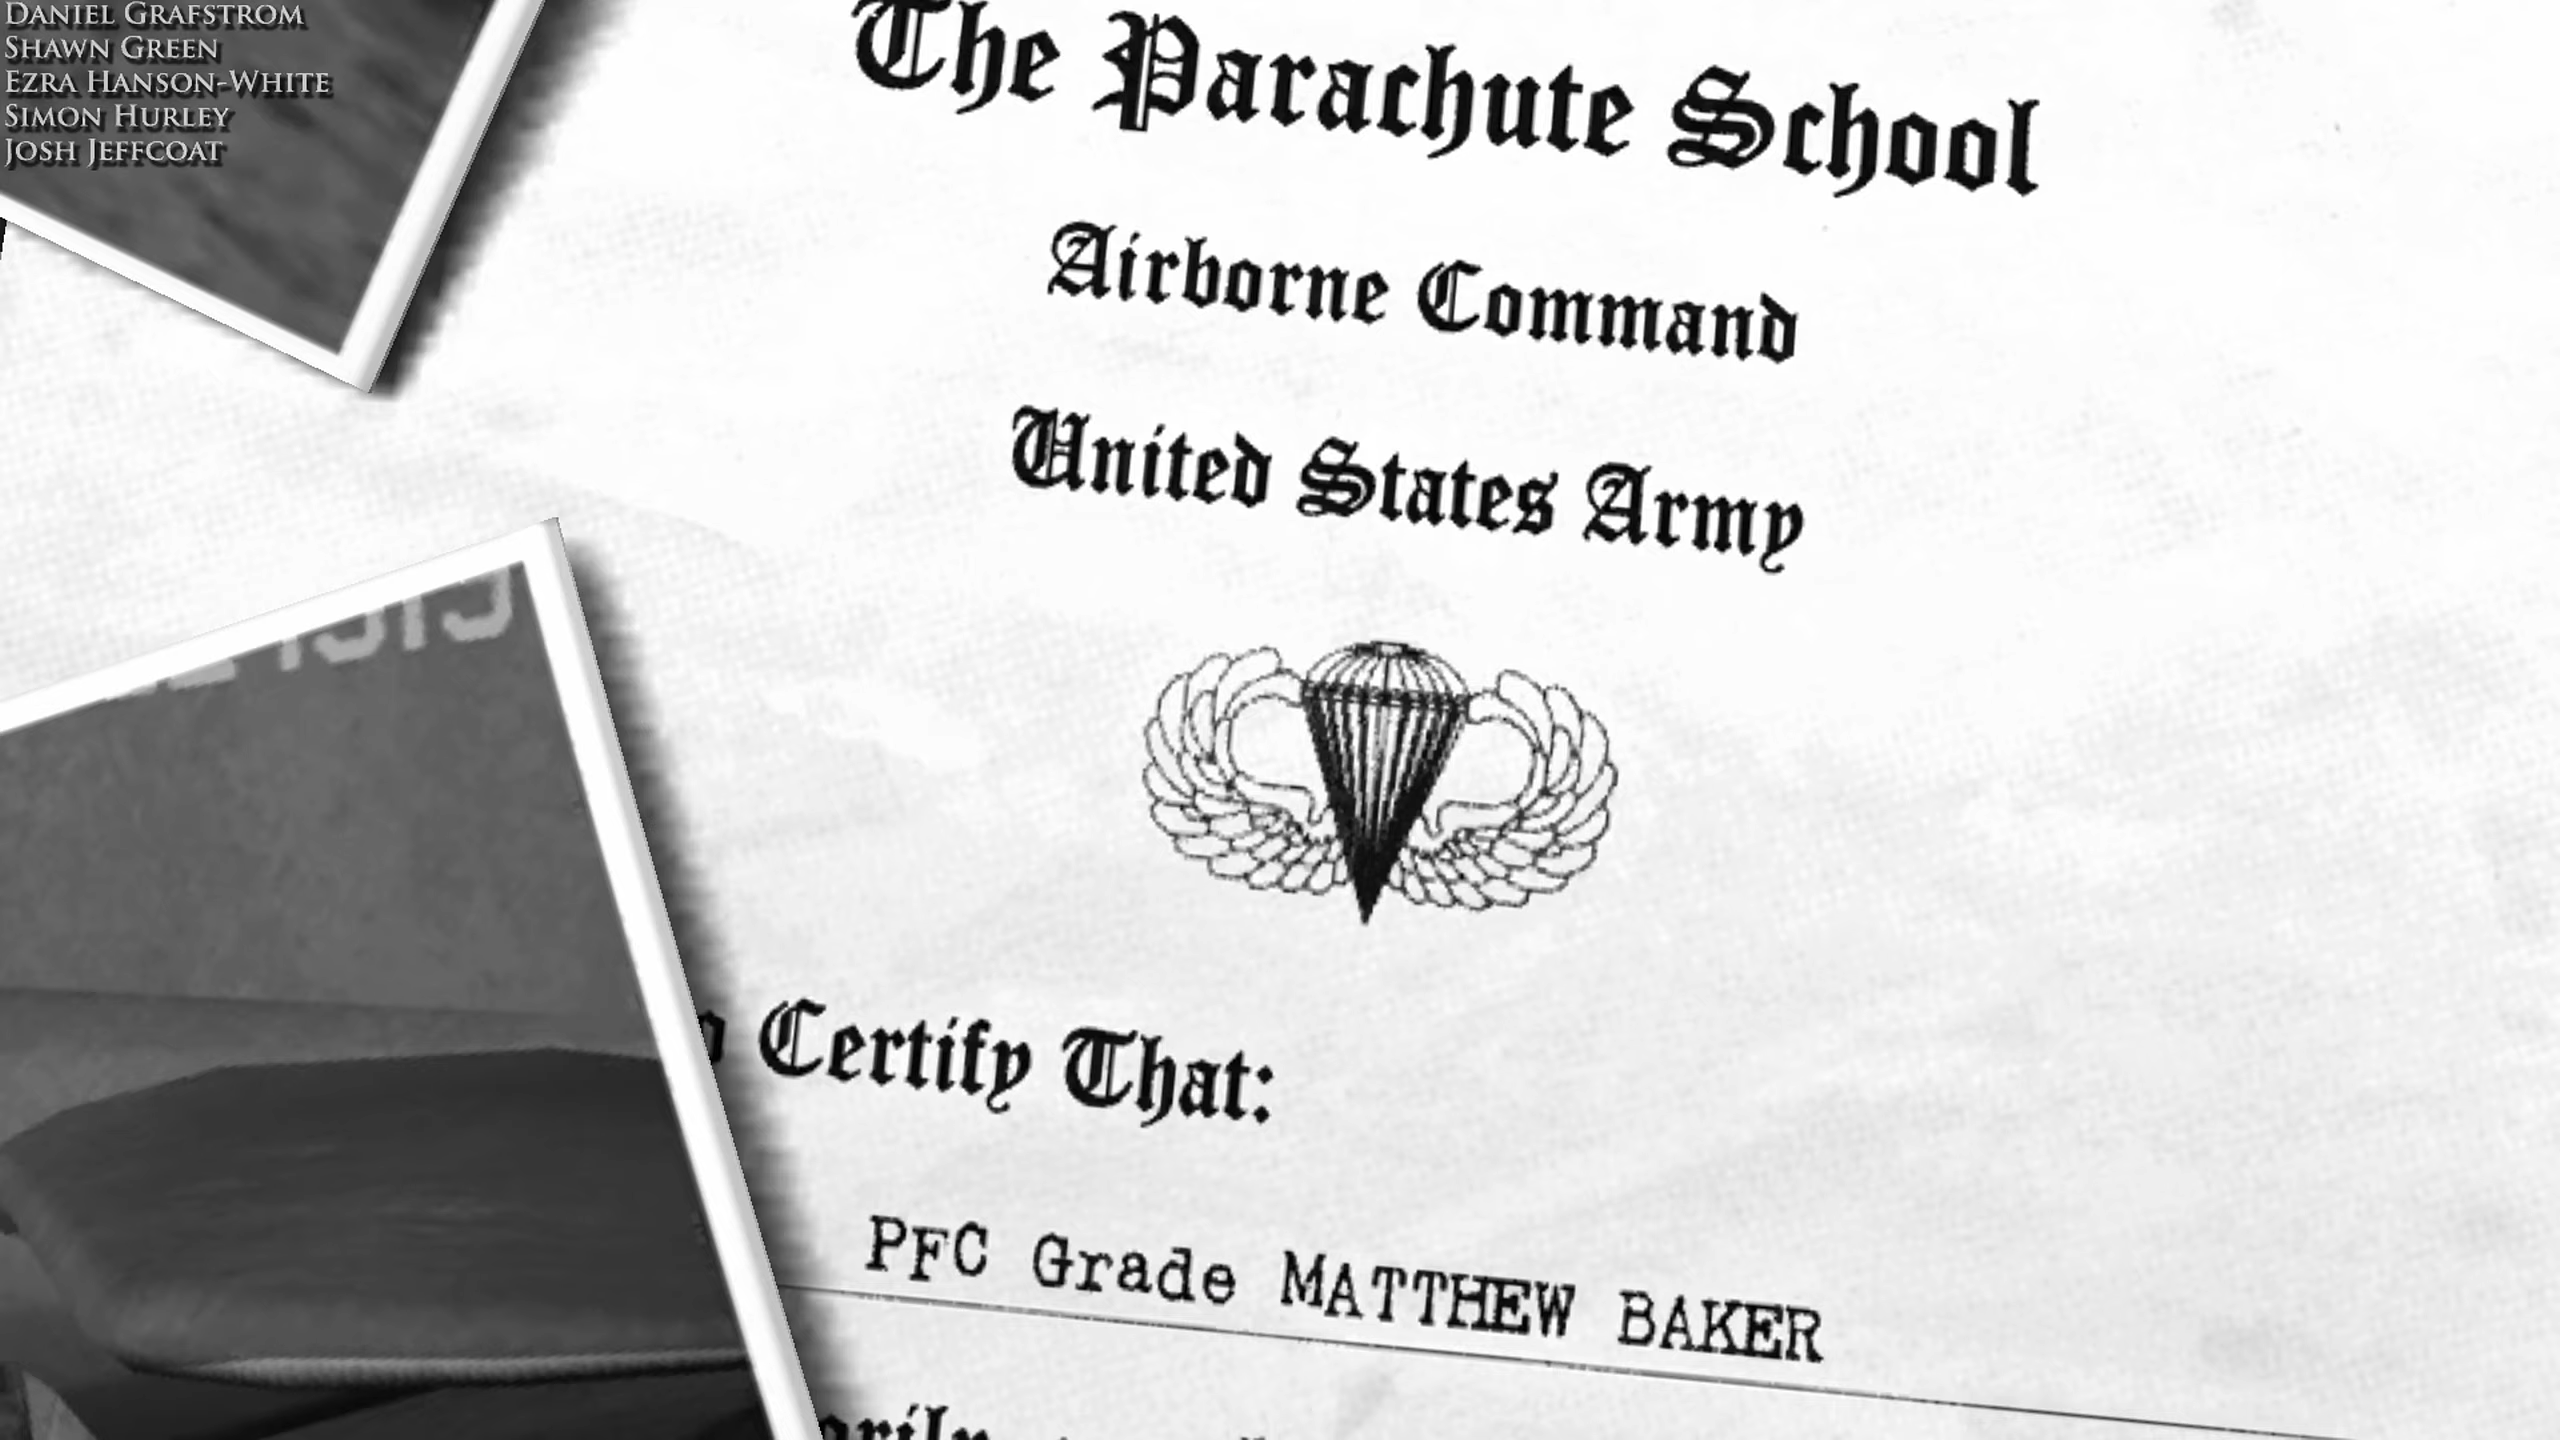 DANIEL GRAFSTROM
SHAWN GREEN
EZRA HANSON-WHITE
SIMON HURLEY
JOSH JEFFCOAT
The Parachute School
Airborne Command
United States Army
Certify That:
PFC Grade MATTHEW BAKER